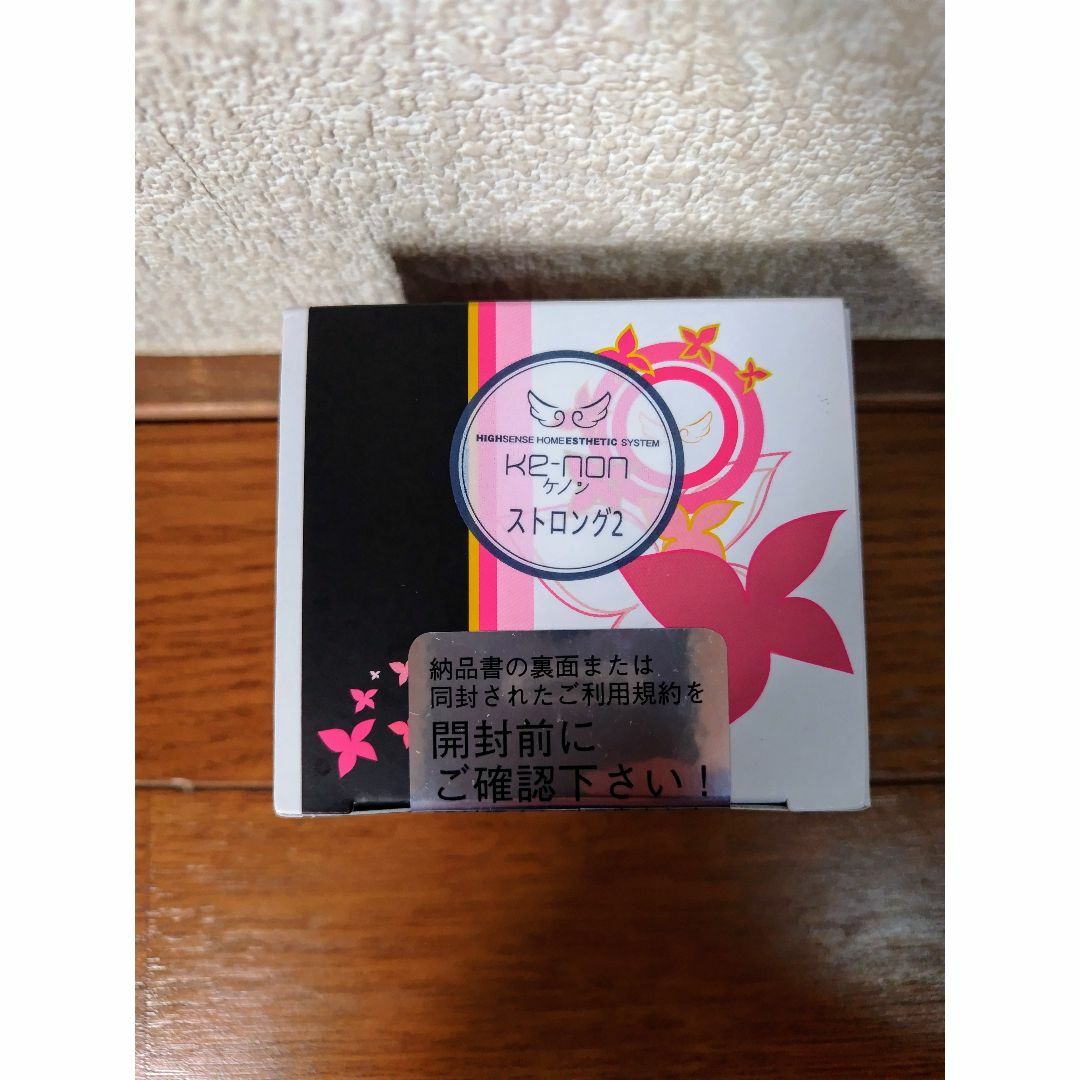 HiGHSENSE HOMEESTHETIC SYSTEM
Ke-non
ケノン
ストロング2
納品書の裏面または
同封されたご利用規約を
開封前に
ご確認下さい！